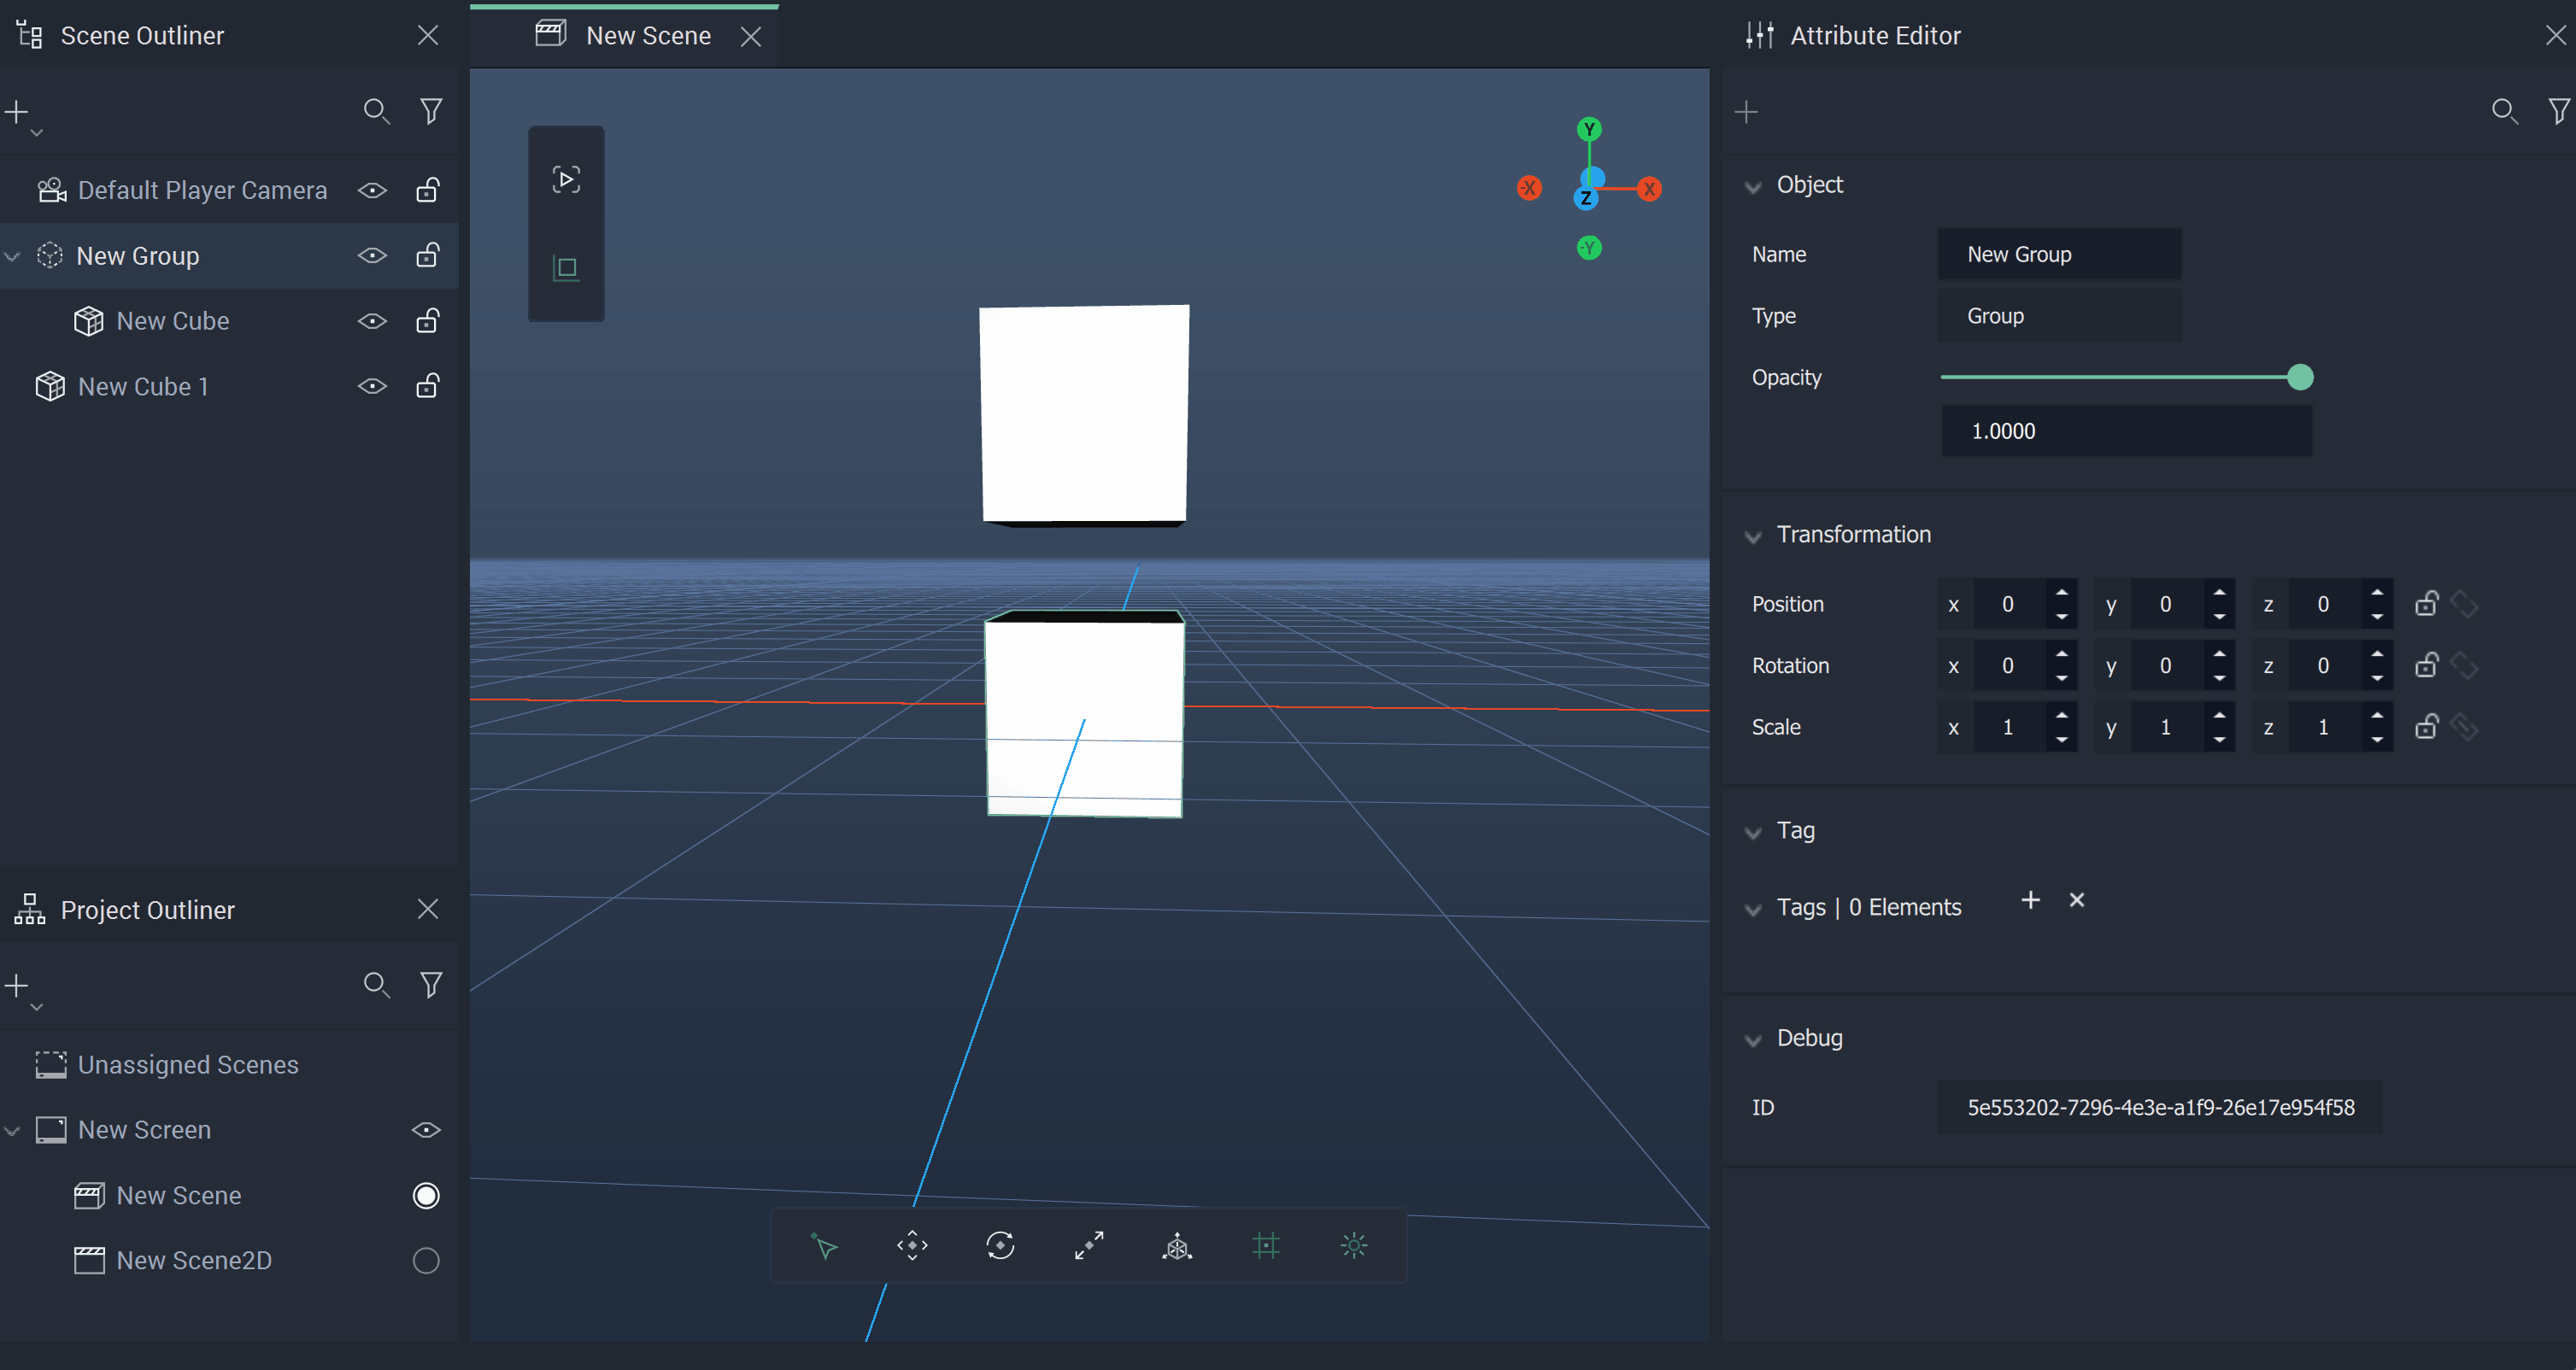 Scene Outliner
Default Player Camera
New Group
New Cube
New Cube 1
Project Outliner
Unassigned Scenes
New Screen
New Scene
New Scene2D
New Scene
Y
-X
Z
X
-Y
Attribute Editor
Object
Name New Group
Type Group
Opacity
1.0000
Transformation
Position x 0 y 0 z 0
Rotation x 0 y 0 z 0
Scale x 1 y 1 z 1
Tag
Tags | 0 Elements
Debug
ID 5e553202-7296-4e3e-a1f9-26e17e954f58